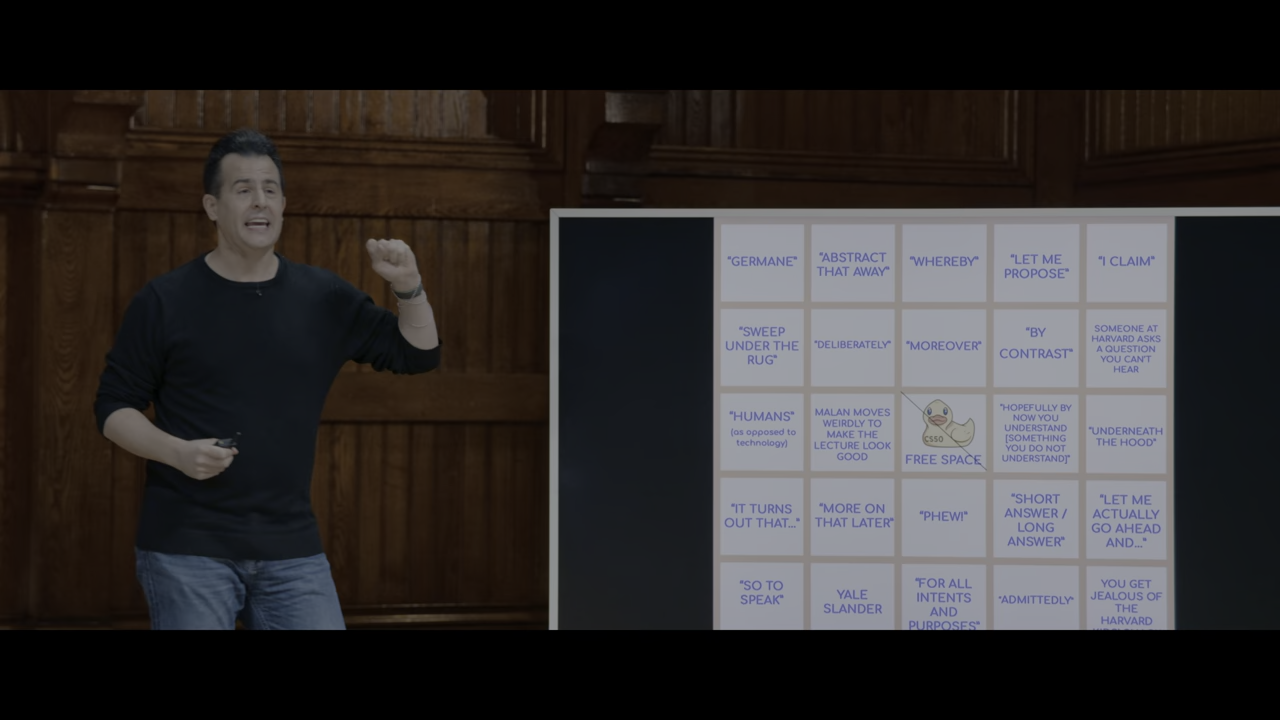 "GERMANE"
"ABSTRACT
THAT AWAY"
"WHEREBY"
"LET ME
PROPOSE"
"I CLAIM"
"SWEEP
UNDER THE
RUG"
"DELIBERATELY"
"MOREOVER"
"BY
CONTRAST"
SOMEONE AT
HARVARD ASKS
A QUESTION
YOU CAN'T
HEAR
"HUMANS"
(as opposed to
technology)
MALAN MOVES
WEIRDLY TO
MAKE THE
LECTURE LOOK
GOOD
CS50
FREE SPACE
"HOPEFULLY BY
NOW YOU
UNDERSTAND
[SOMETHING
YOU DO NOT
UNDERSTAND]"
"UNDERNEATH
THE HOOD"
"IT TURNS
OUT THAT..."
"MORE ON
THAT LATER"
"PHEW!"
"SHORT
ANSWER /
LONG
ANSWER"
"LET ME
ACTUALLY
GO AHEAD
AND..."
"SO TO
SPEAK"
YALE
SLANDER
"FOR ALL
INTENTS
AND
PURPOSES"
"ADMITTEDLY"
YOU GET
JEALOUS OF
THE
HARVARD